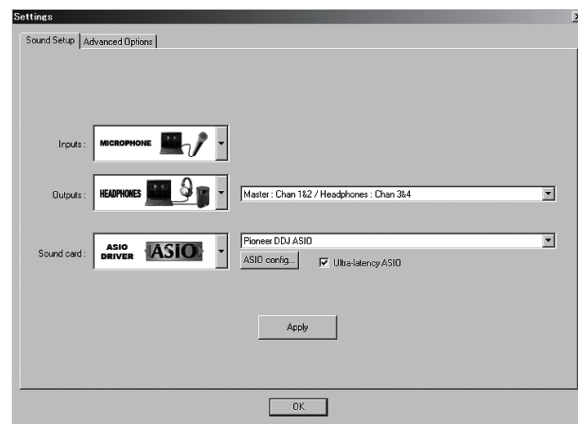 Settings
Sound Setup
Advanced Options
Inputs :
MICROPHONE
Outputs :
HEADPHONES
Master : Chan 1&2 / Headphones : Chan 3&4
Sound card :
ASIO DRIVER
ASIO
Pioneer DDJ ASIO
ASIO config...
Ultra-latency ASIO
Apply
OK